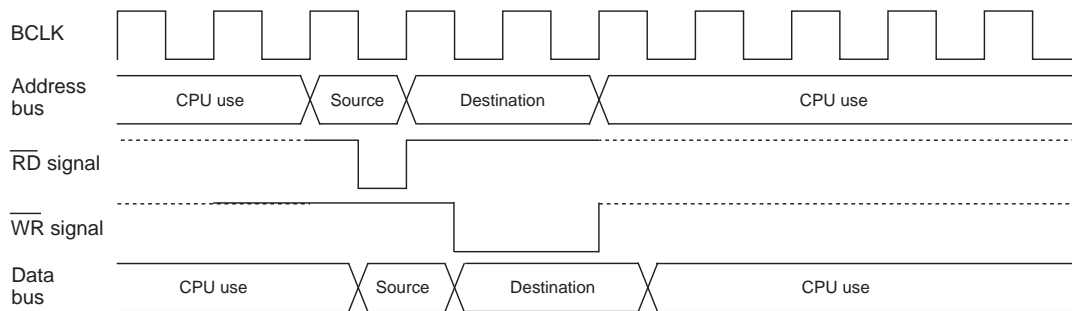 BCLK
Address
bus
CPU use
Source
Destination
CPU use
RD signal
WR signal
Data
bus
CPU use
Source
Destination
CPU use